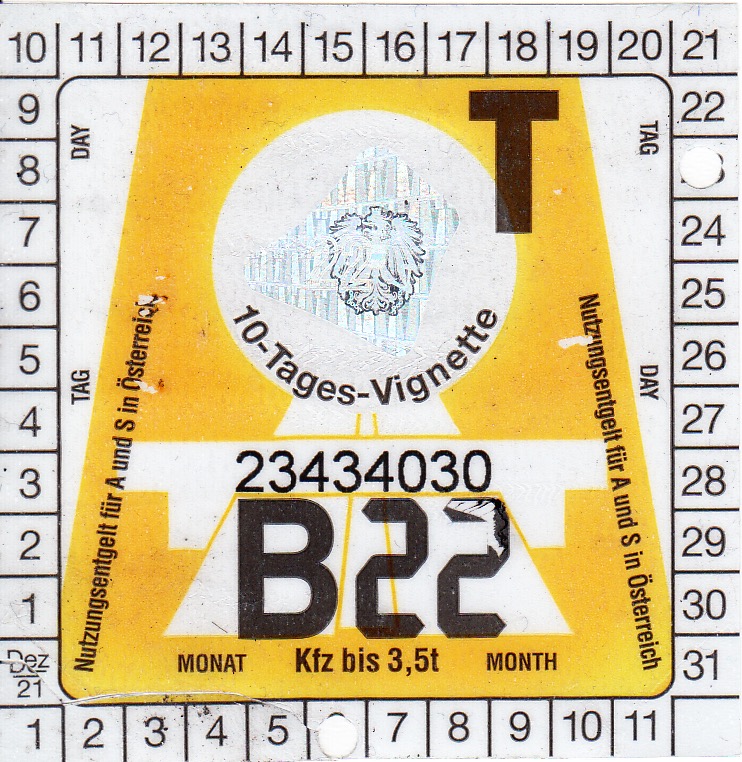 10 11 12 13 14 15 16 17 18 19 20 21
9
8
7
6
5
4
3
2
1
Dez
21
22
24
25
26
27
28
29
30
31
DAY
TAG
T
TAG
DAY
10-Tages-Vignette
Nutzungsentgelt für A und S in Österreich
Nutzungsentgelt für A und S in Österreich
23434030
B22
MONAT Kfz bis 3,5t MONTH
1 2 3 4 5 7 8 9 10 11